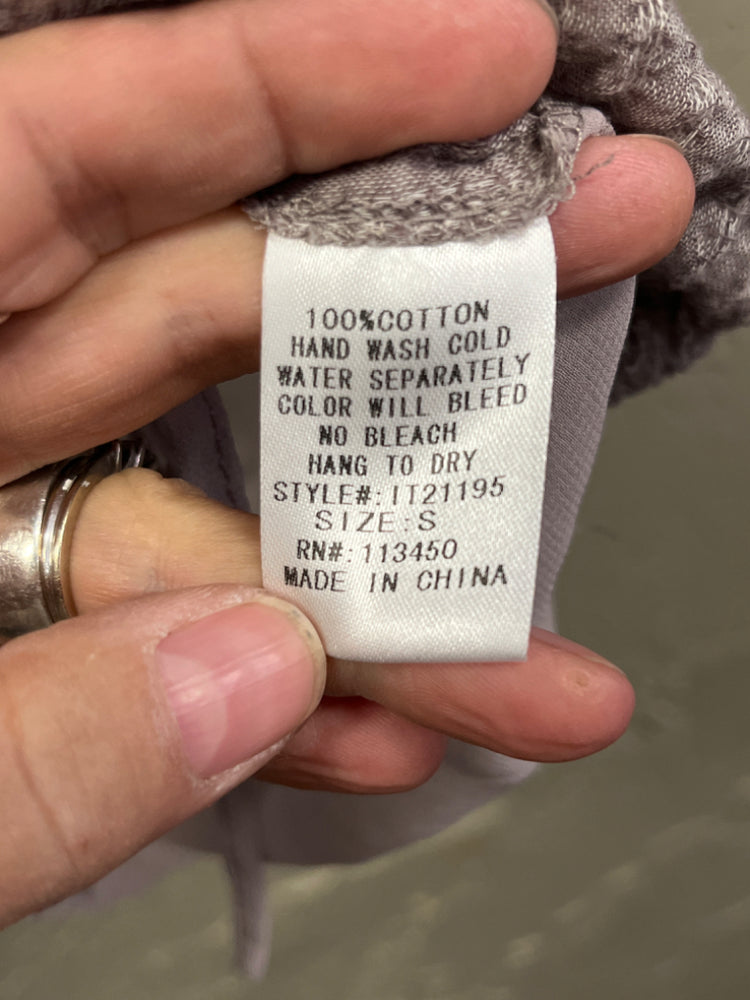 100%COTTON
HAND WASH COLD
WATER SEPARATELY
COLOR WILL BLEED
NO BLEACH
HANG TO DRY
STYLE#:IT21195
SIZE:S
RN#:113450
MADE IN CHINA